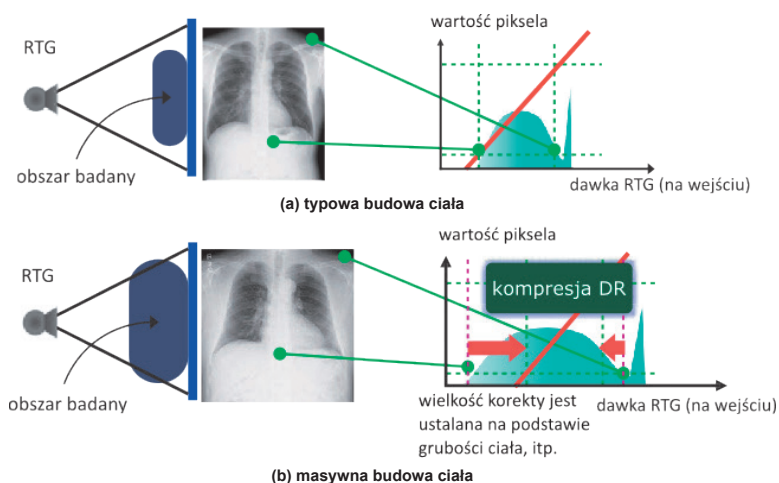 RTG
obszar badany
wartość piksela
dawka RTG (na wejściu)
(a) typowa budowa ciała
RTG
obszar badany
wartość piksela
kompresja DR
wielkość korekty jest
ustalana na podstawie
grubości ciała, itp.
dawka RTG (na wejściu)
(b) masywna budowa ciała